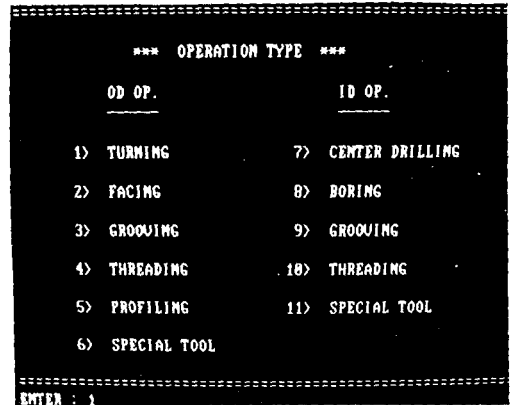 *** OPERATION TYPE ***
OD OP. ID OP.
1) TURNING 7) CENTER DRILLING
2) FACING 8) BORING
3) GROOVING 9) GROOVING
4) THREADING 10) THREADING
5) PROFILING 11) SPECIAL TOOL
6) SPECIAL TOOL
ENTER : 1